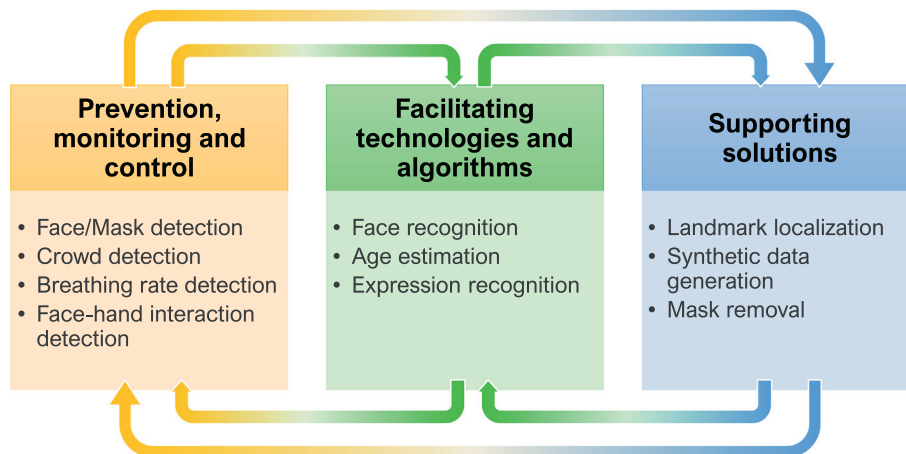 Prevention,
monitoring and
control
• Face/Mask detection
• Crowd detection
• Breathing rate detection
• Face-hand interaction
detection
Facilitating
technologies and
algorithms
• Face recognition
• Age estimation
• Expression recognition
Supporting
solutions
• Landmark localization
• Synthetic data
generation
• Mask removal